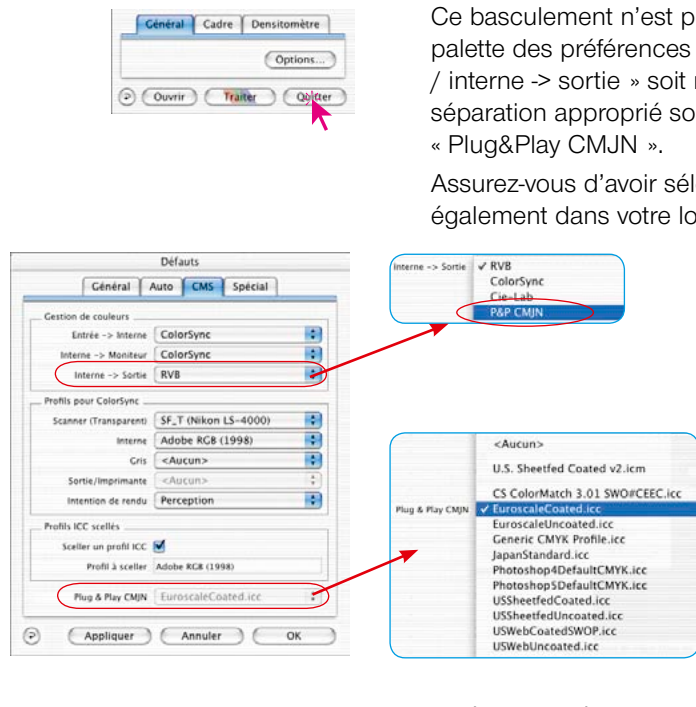 Général Cadre Densitomètre
Options...
Ouvrir Traiter Quitter
Ce basculement n'est p
palette des préférences
/ interne -> sortie » soit
séparation approprié so
« Plug&Play CMJN ».
Assurez-vous d'avoir sél
également dans votre lo
Défauts
Général Auto CMS Spécial
Gestion de couleurs
Entrée -> Interne ColorSync
Interne -> Moniteur ColorSync
Interne -> Sortie RVB
Profils pour ColorSync
Scanner (Transparent) SF_T (Nikon LS-4000)
Interne Adobe RGB (1998)
Gris <Aucun>
Sortie/Imprimante <Aucun>
Intention de rendu Perception
Profils ICC scellés
Sceller un profil ICC
Profil à sceller Adobe RGB (1998)
Plug & Play CMJN EuroscaleCoated.icc
Appliquer Annuler OK
Interne -> Sortie ✓ RVB
ColorSync
Cie-Lab
P&P CMJN
<Aucun>
U.S. Sheetfed Coated v2.icm
CS ColorMatch 3.01 SWO#CEEC.icc
Plug & Play CMJN ✓ EuroscaleCoated.icc
EuroscaleUncoated.icc
Generic CMYK Profile.icc
JapanStandard.icc
Photoshop4DefaultCMYK.icc
Photoshop5DefaultCMYK.icc
USSheetfedCoated.icc
USSheetfedUncoated.icc
USWebCoatedSWOP.icc
USWebUncoated.icc